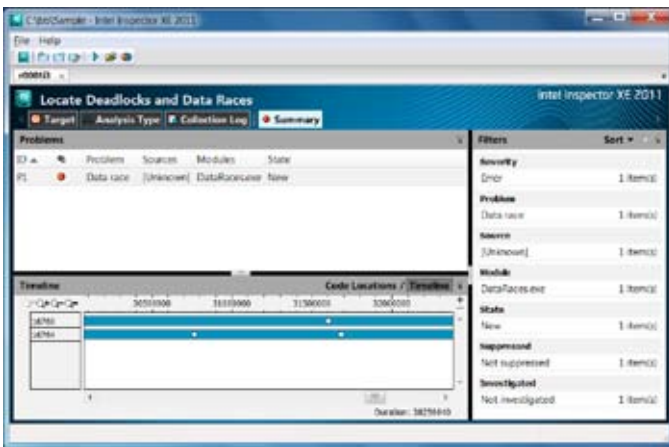 Sample - Intel Inspector XE 2011
File Help
Locate Deadlocks and Data Races
Intel Inspector XE 2011
Target Analysis Type Collection Log Summary
Problems
ID Problem Sources Modules State
P1 Data race [Unknown] DataRaces.exe New
Filters Sort
Severity
Error 1 item(s)
Problem
Data race 1 item(s)
Source
[Unknown] 1 item(s)
Module
DataRaces.exe 1 item(s)
State
New 1 item(s)
Suppressed
Not suppressed 1 item(s)
Investigated
Not investigated 1 item(s)
Timeline Code Locations / Timeline